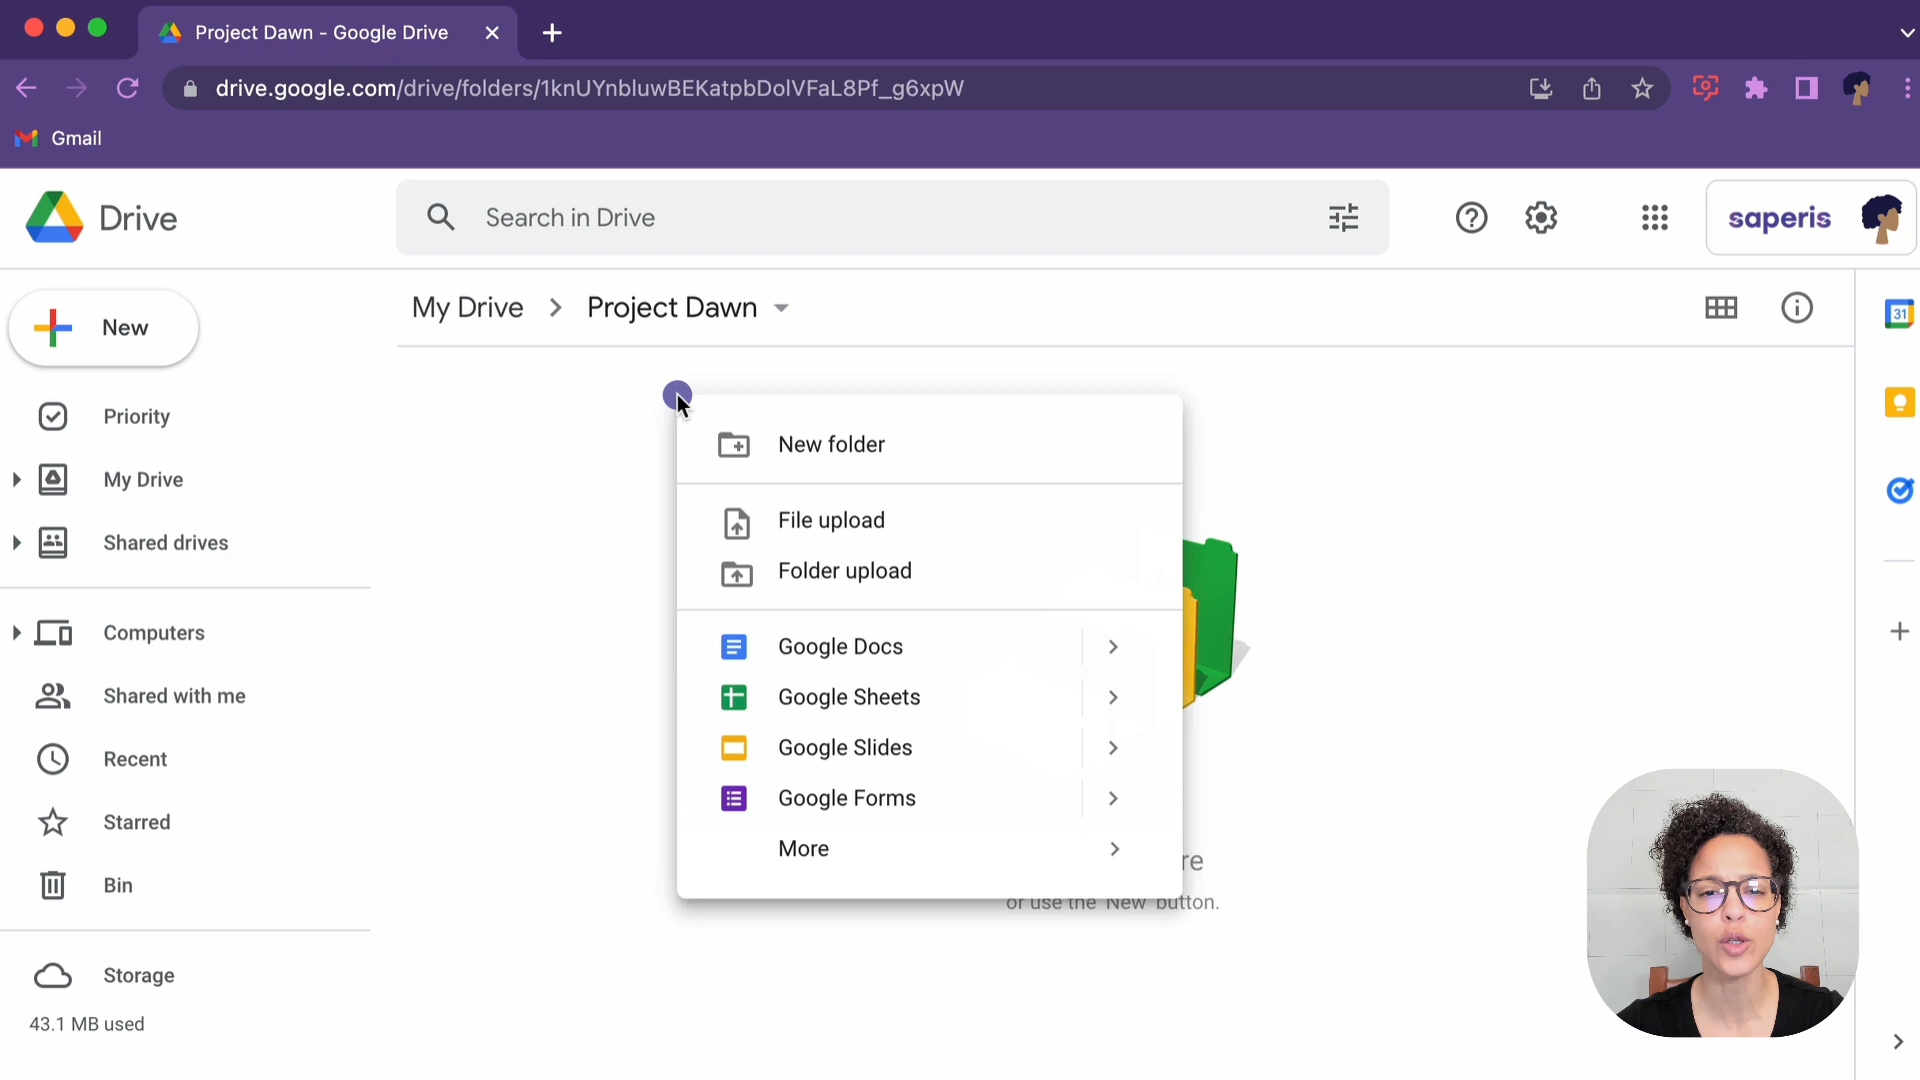 Project Dawn - Google Drive
drive.google.com/drive/folders/1knUYnbluwBEKatpbDolVFaL8Pf_g6xpW
Gmail
Drive
Search in Drive
saperis
New
My Drive > Project Dawn
31
Priority
My Drive
Shared drives
Computers
Shared with me
Recent
Starred
Bin
Storage
43.1 MB used
New folder
File upload
Folder upload
Google Docs
Google Sheets
Google Slides
Google Forms
More
re
or use the 'New' button.